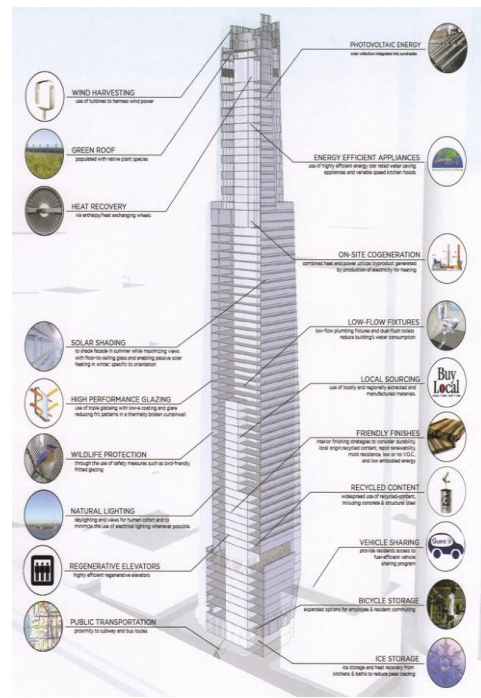 WIND HARVESTING
use of turbines to harness wind power
GREEN ROOF
populated with native plant species
HEAT RECOVERY
via enthalpy/heat exchanging wheels
SOLAR SHADING
to shade facade in summer while maximizing views
with floor-to-ceiling glass and enabling passive solar
heating in winter; specific to orientation.
HIGH PERFORMANCE GLAZING
use of triple glazing with low-e coating and glare
reducing frit patterns in a thermally broken curtainwall
WILDLIFE PROTECTION
through the use of safety measures such as bird-friendly
fritted glazing
NATURAL LIGHTING
daylighting and views for human cofort and to
minimize the use of electrical lighting wherever possible.
REGENERATIVE ELEVATORS
highly efficient regenerative elevators
PUBLIC TRANSPORTATION
proximity to subway and bus routes
PHOTOVOLTAIC ENERGY
solar collection integrated into sunshades
ENERGY EFFICIENT APPLIANCES
use of highly efficient energy star rated water saving
appliances and variable speed kitchen hoods
ON-SITE COGENERATION
combined heat and power utilizes byproduct generated
by production of electricity for heating
LOW-FLOW FIXTURES
low-flow plumbing fixtures and dual-flush toilets
reduce building's water consumption
LOCAL SOURCING
use of locally and regionally extracted and
manufactured materials.
Buy
Local
FRIENDLY FINISHES
interior finishing strategies to consider durability,
local origin,recycled content, rapid renewability,
mold resistance, low or no V.O.C.
and low embodied energy
RECYCLED CONTENT
widespread use of recycled-content,
including concrete & structural steel
VEHICLE SHARING
provide residents access to
fuel-efficient vehicle
sharing program
Share it
BICYCLE STORAGE
expanded options for employee & resident commuting.
ICE STORAGE
ice storage and heat recovery from
kitchens & baths to reduce peak loading